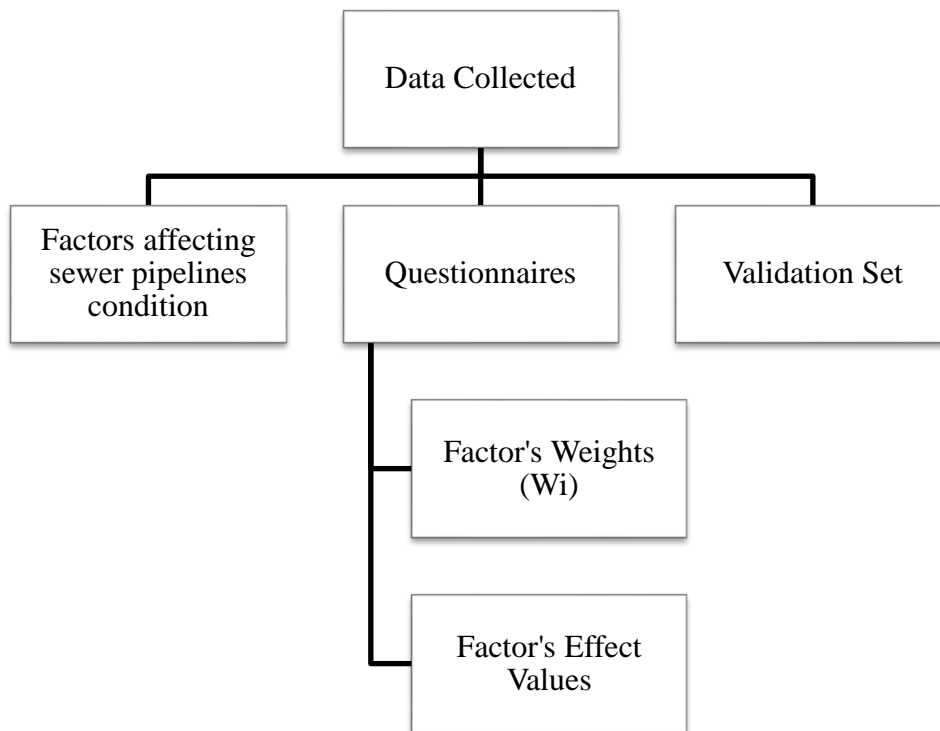 Data Collected
Factors affecting
sewer pipelines
condition
Questionnaires
Validation Set
Factor's Weights
(Wi)
Factor's Effect
Values